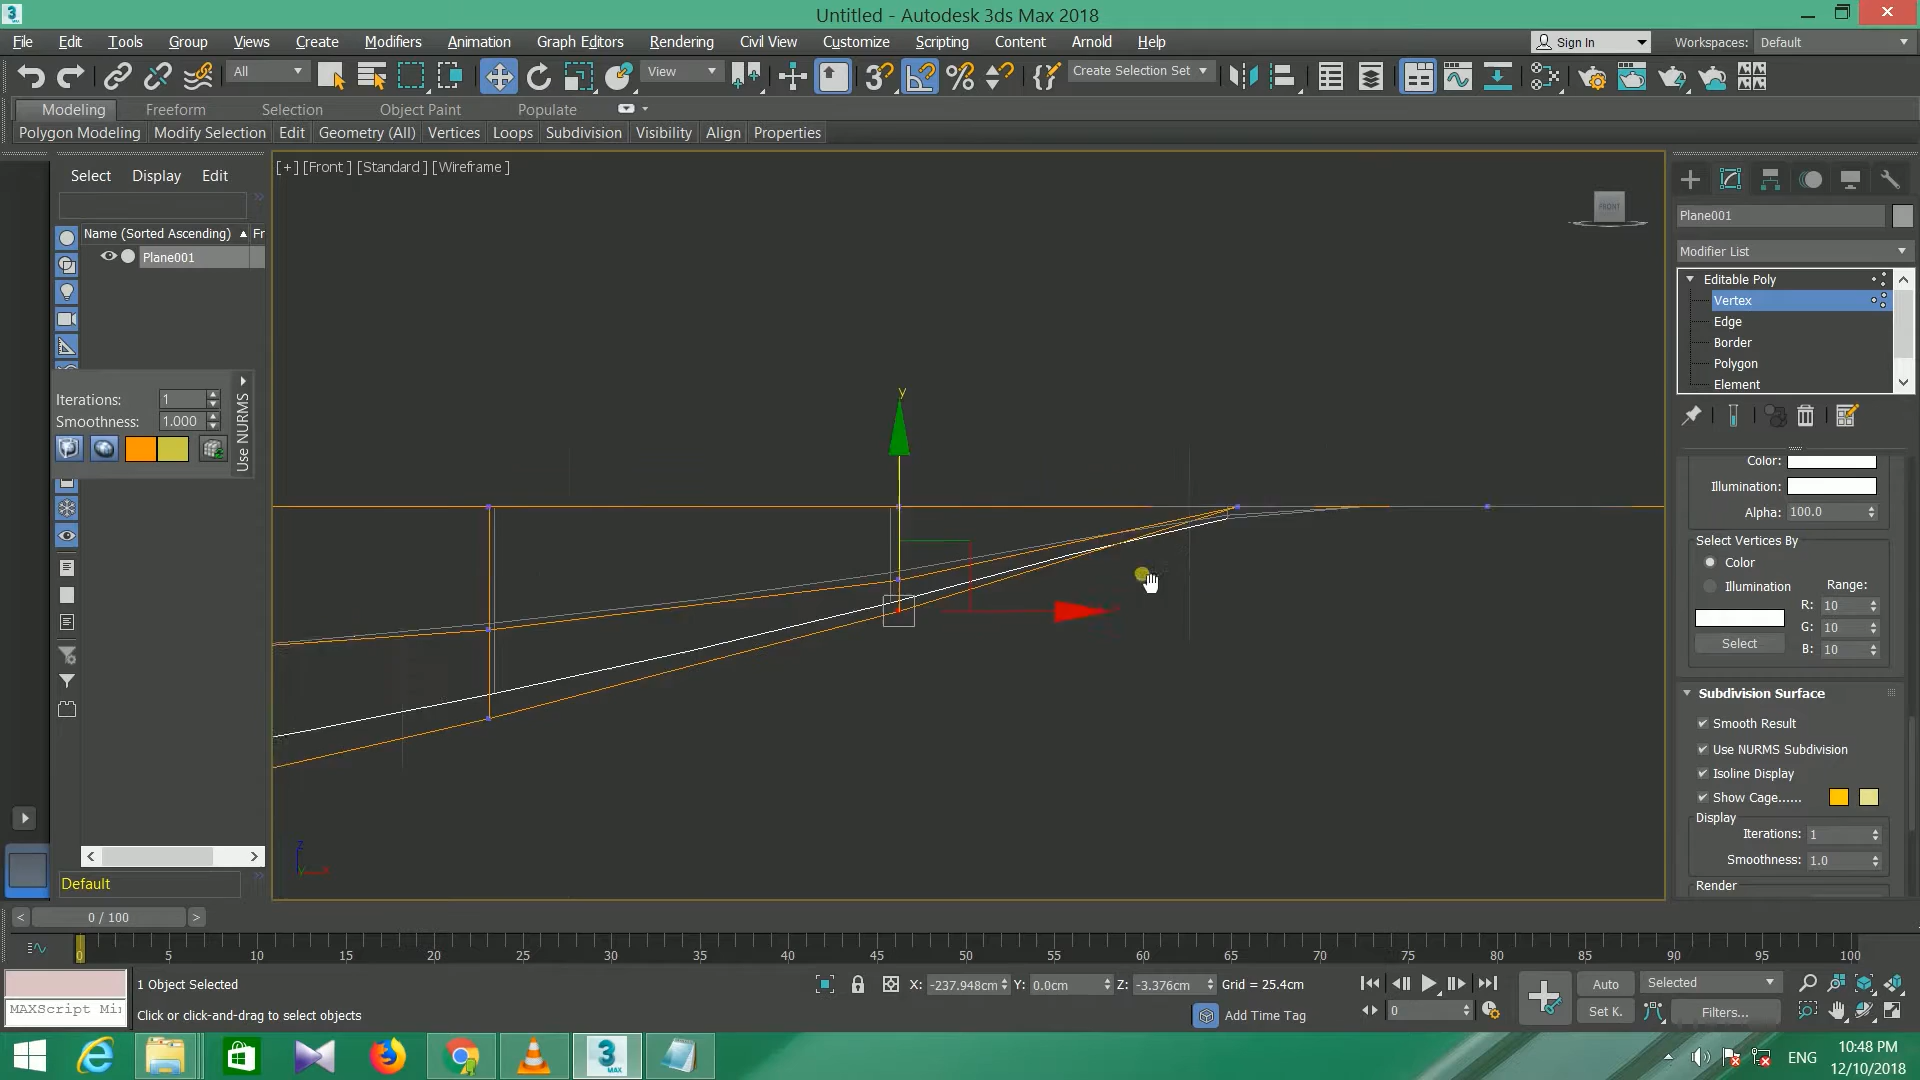 Untitled - Autodesk 3ds Max 2018
File Edit Tools Group Views Create Modifiers Animation Graph Editors Rendering Civil View Customize Scripting Content Arnold Help
Sign In
Workspaces: Default
All
View
Create Selection Set
Modeling Freeform Selection Object Paint Populate
Polygon Modeling Modify Selection Edit Geometry (All) Vertices Loops Subdivision Visibility Align Properties
Select Display Edit
Name (Sorted Ascending) Fr
Plane001
Iterations: 1
Smoothness: 1.000
Use NURMS
Default
[+] [Front ] [Standard ] [Wireframe ]
FRONT
y
z
x
Plane001
Modifier List
Editable Poly
Vertex
Edge
Border
Polygon
Element
Color:
Illumination:
Alpha: 100.0
Select Vertices By
Color
Illumination Range:
R: 10
G: 10
Select B: 10
Subdivision Surface
Smooth Result
Use NURMS Subdivision
Isoline Display
Show Cage......
Display
Iterations: 1
Smoothness: 1.0
Render
< 0 / 100 >
0 5 10 15 20 25 30 35 40 45 50 55 60 65 70 75 80 85 90 95 100
1 Object Selected
MAXScript Mi
Click or click-and-drag to select objects
X: -237.948cm Y: 0.0cm Z: -3.376cm Grid = 25.4cm
Add Time Tag
0
Auto Selected
Set K. Filters...
3
MAX
ENG
10:48 PM
12/10/2018